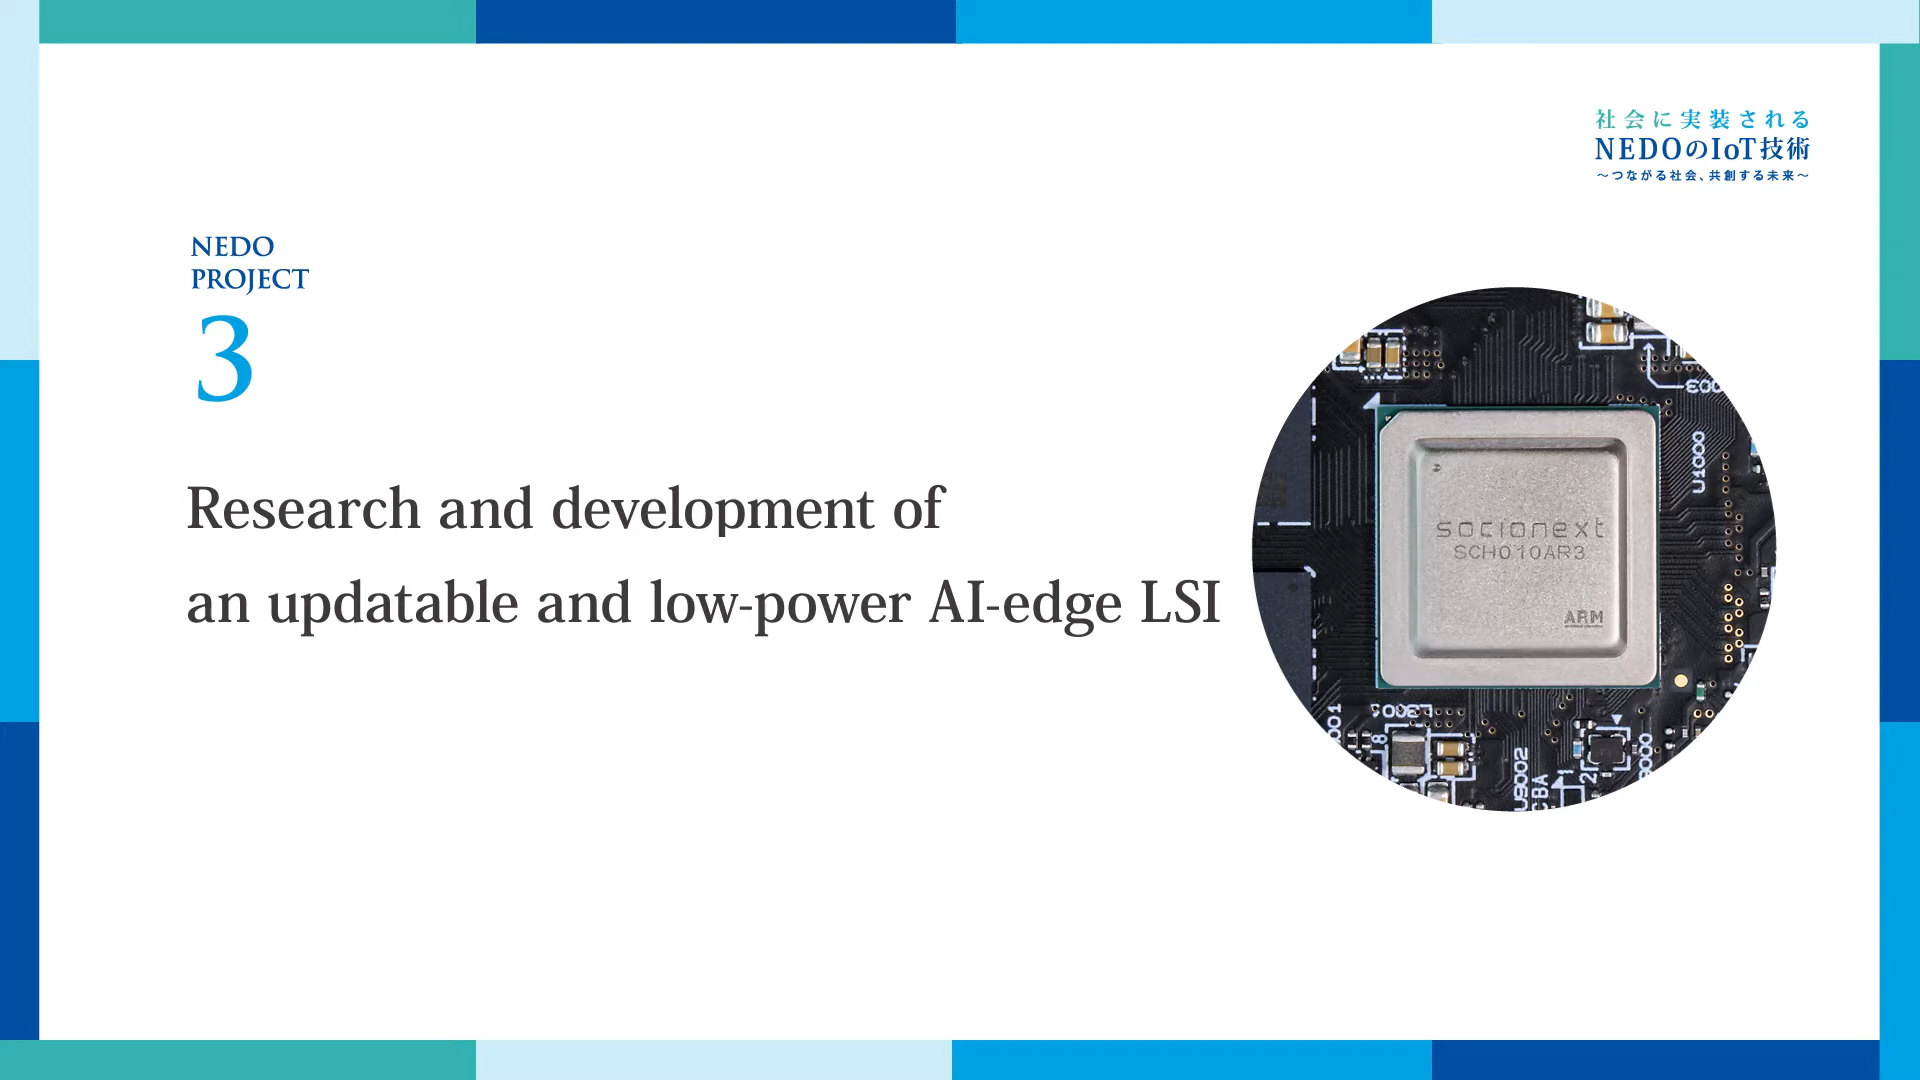 社会に実装される
NEDOのIoT技術
～つながる社会、共創する未来～
NEDO
PROJECT
3
Research and development of
an updatable and low-power AI-edge LSI
socionext
SCH010AR3
ARM
U1000
U9002